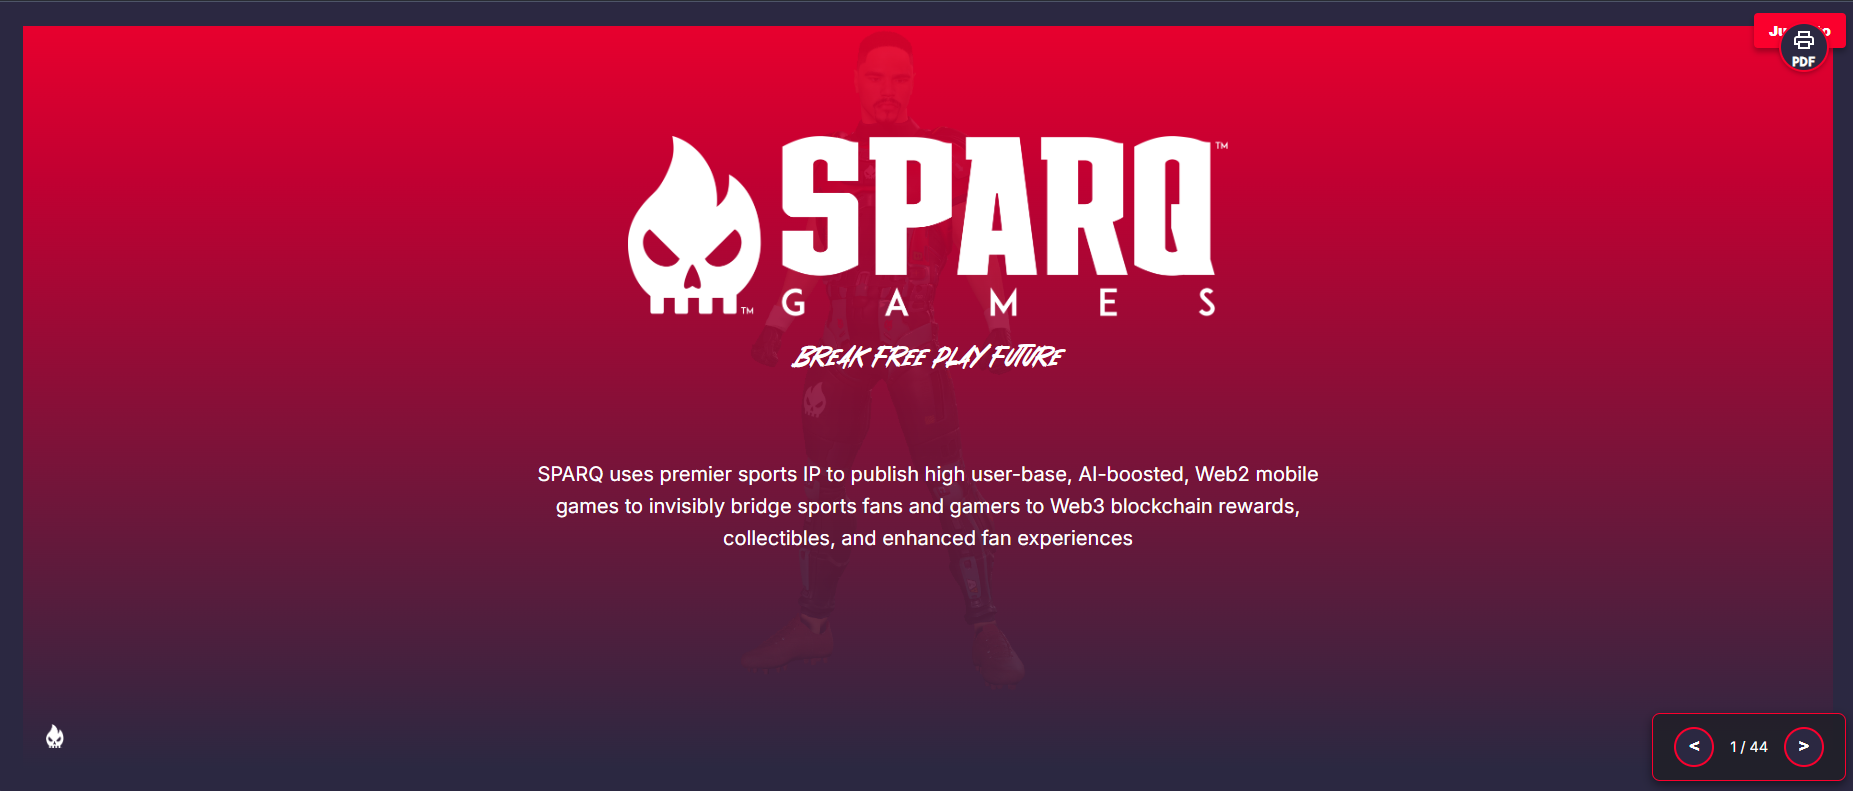 PDF
SPARQ™
GAMES
™
BREAK FREE PLAY FUTURE
SPARQ uses premier sports IP to publish high user-base, AI-boosted, Web2 mobile
games to invisibly bridge sports fans and gamers to Web3 blockchain rewards,
collectibles, and enhanced fan experiences
< 1 / 44 >